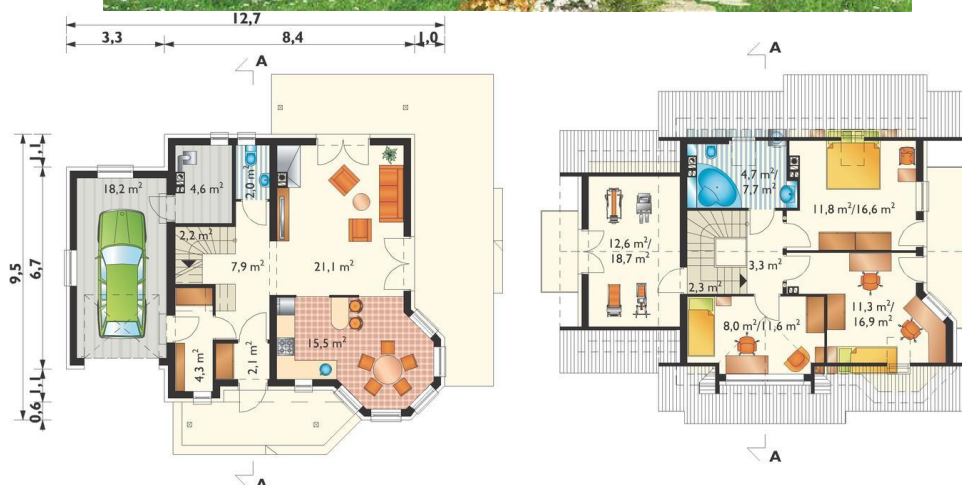 12,7
3,3 8,4 1,0
A
A
9,5
1,1
6,7
1,1
0,6
18,2 m²
4,6 m²
2,0 m²
2,2 m²
7,9 m²
21,1 m²
15,5 m²
4,3 m²
2,1 m²
A
4,7 m²/
7,7 m²
11,8 m²/16,6 m²
12,6 m²/
18,7 m²
3,3 m²
2,3 m²
8,0 m²/11,6 m²
11,3 m²/
16,9 m²
A